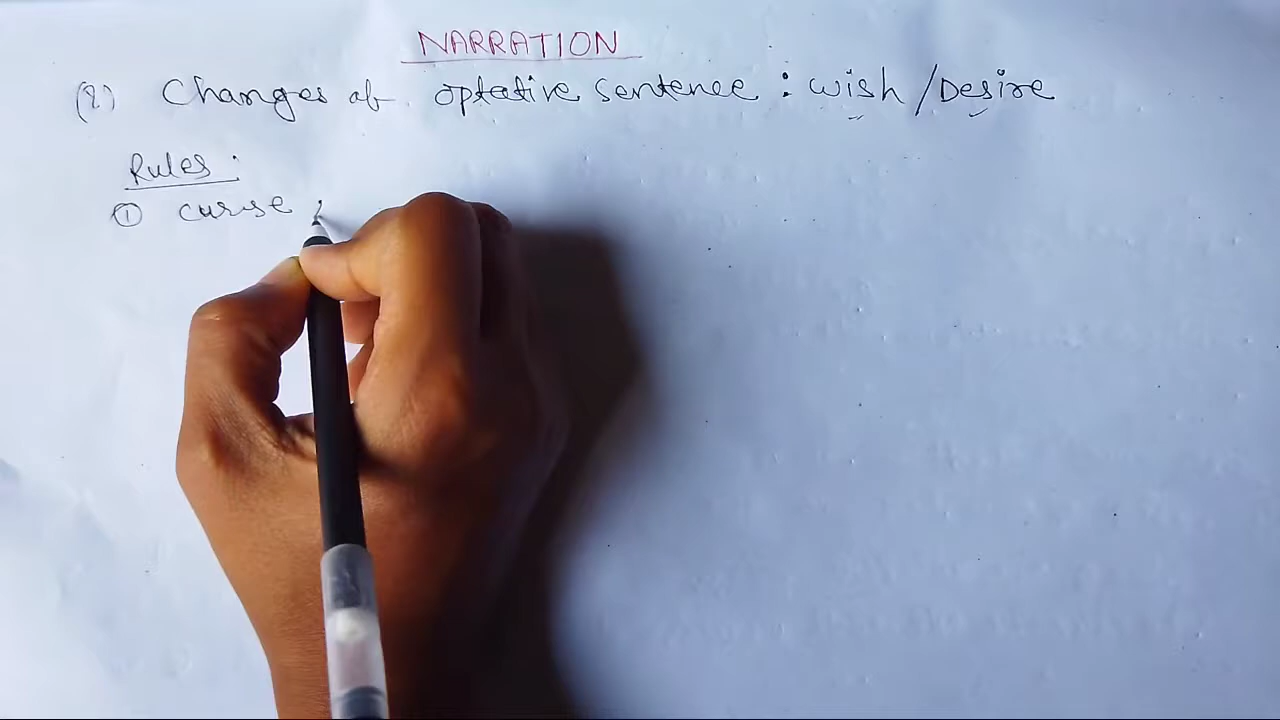 NARRATION
(2) Changes of optative sentence : wish / Desire
Rules :
① curse